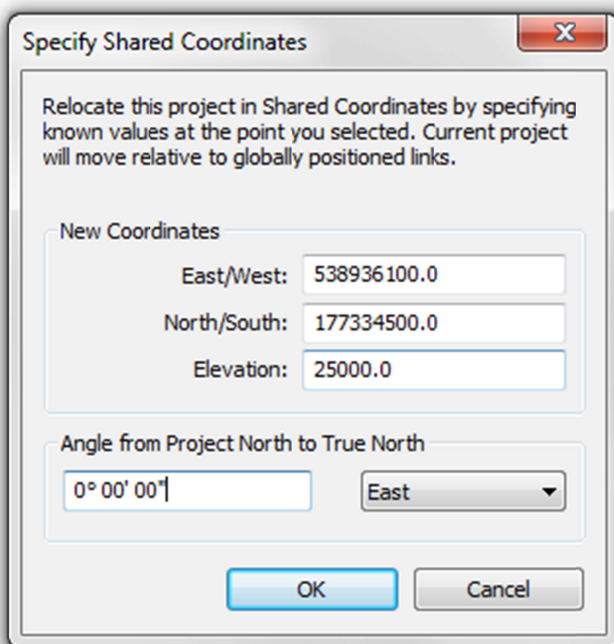 Specify Shared Coordinates
Relocate this project in Shared Coordinates by specifying
known values at the point you selected. Current project
will move relative to globally positioned links.
New Coordinates
East/West: 538936100.0
North/South: 177334500.0
Elevation: 25000.0
Angle from Project North to True North
0° 00' 00" East
OK Cancel